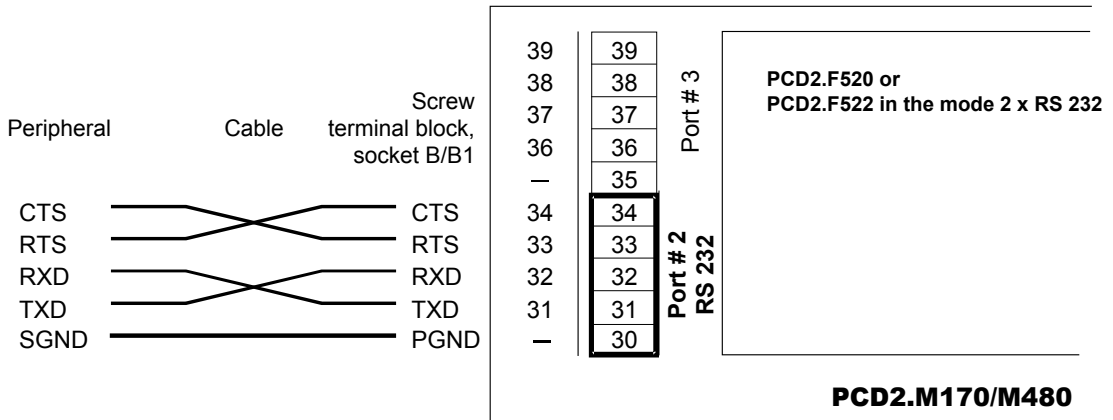 Peripheral
Cable
Screw
terminal block,
socket B/B1
CTS CTS
RTS RTS
RXD RXD
TXD TXD
SGND PGND
39 39
38 38
37 37
36 36
– 35
34 34
33 33
32 32
31 31
– 30
Port # 3
Port # 2
RS 232
PCD2.F520 or
PCD2.F522 in the mode 2 x RS 232
PCD2.M170/M480